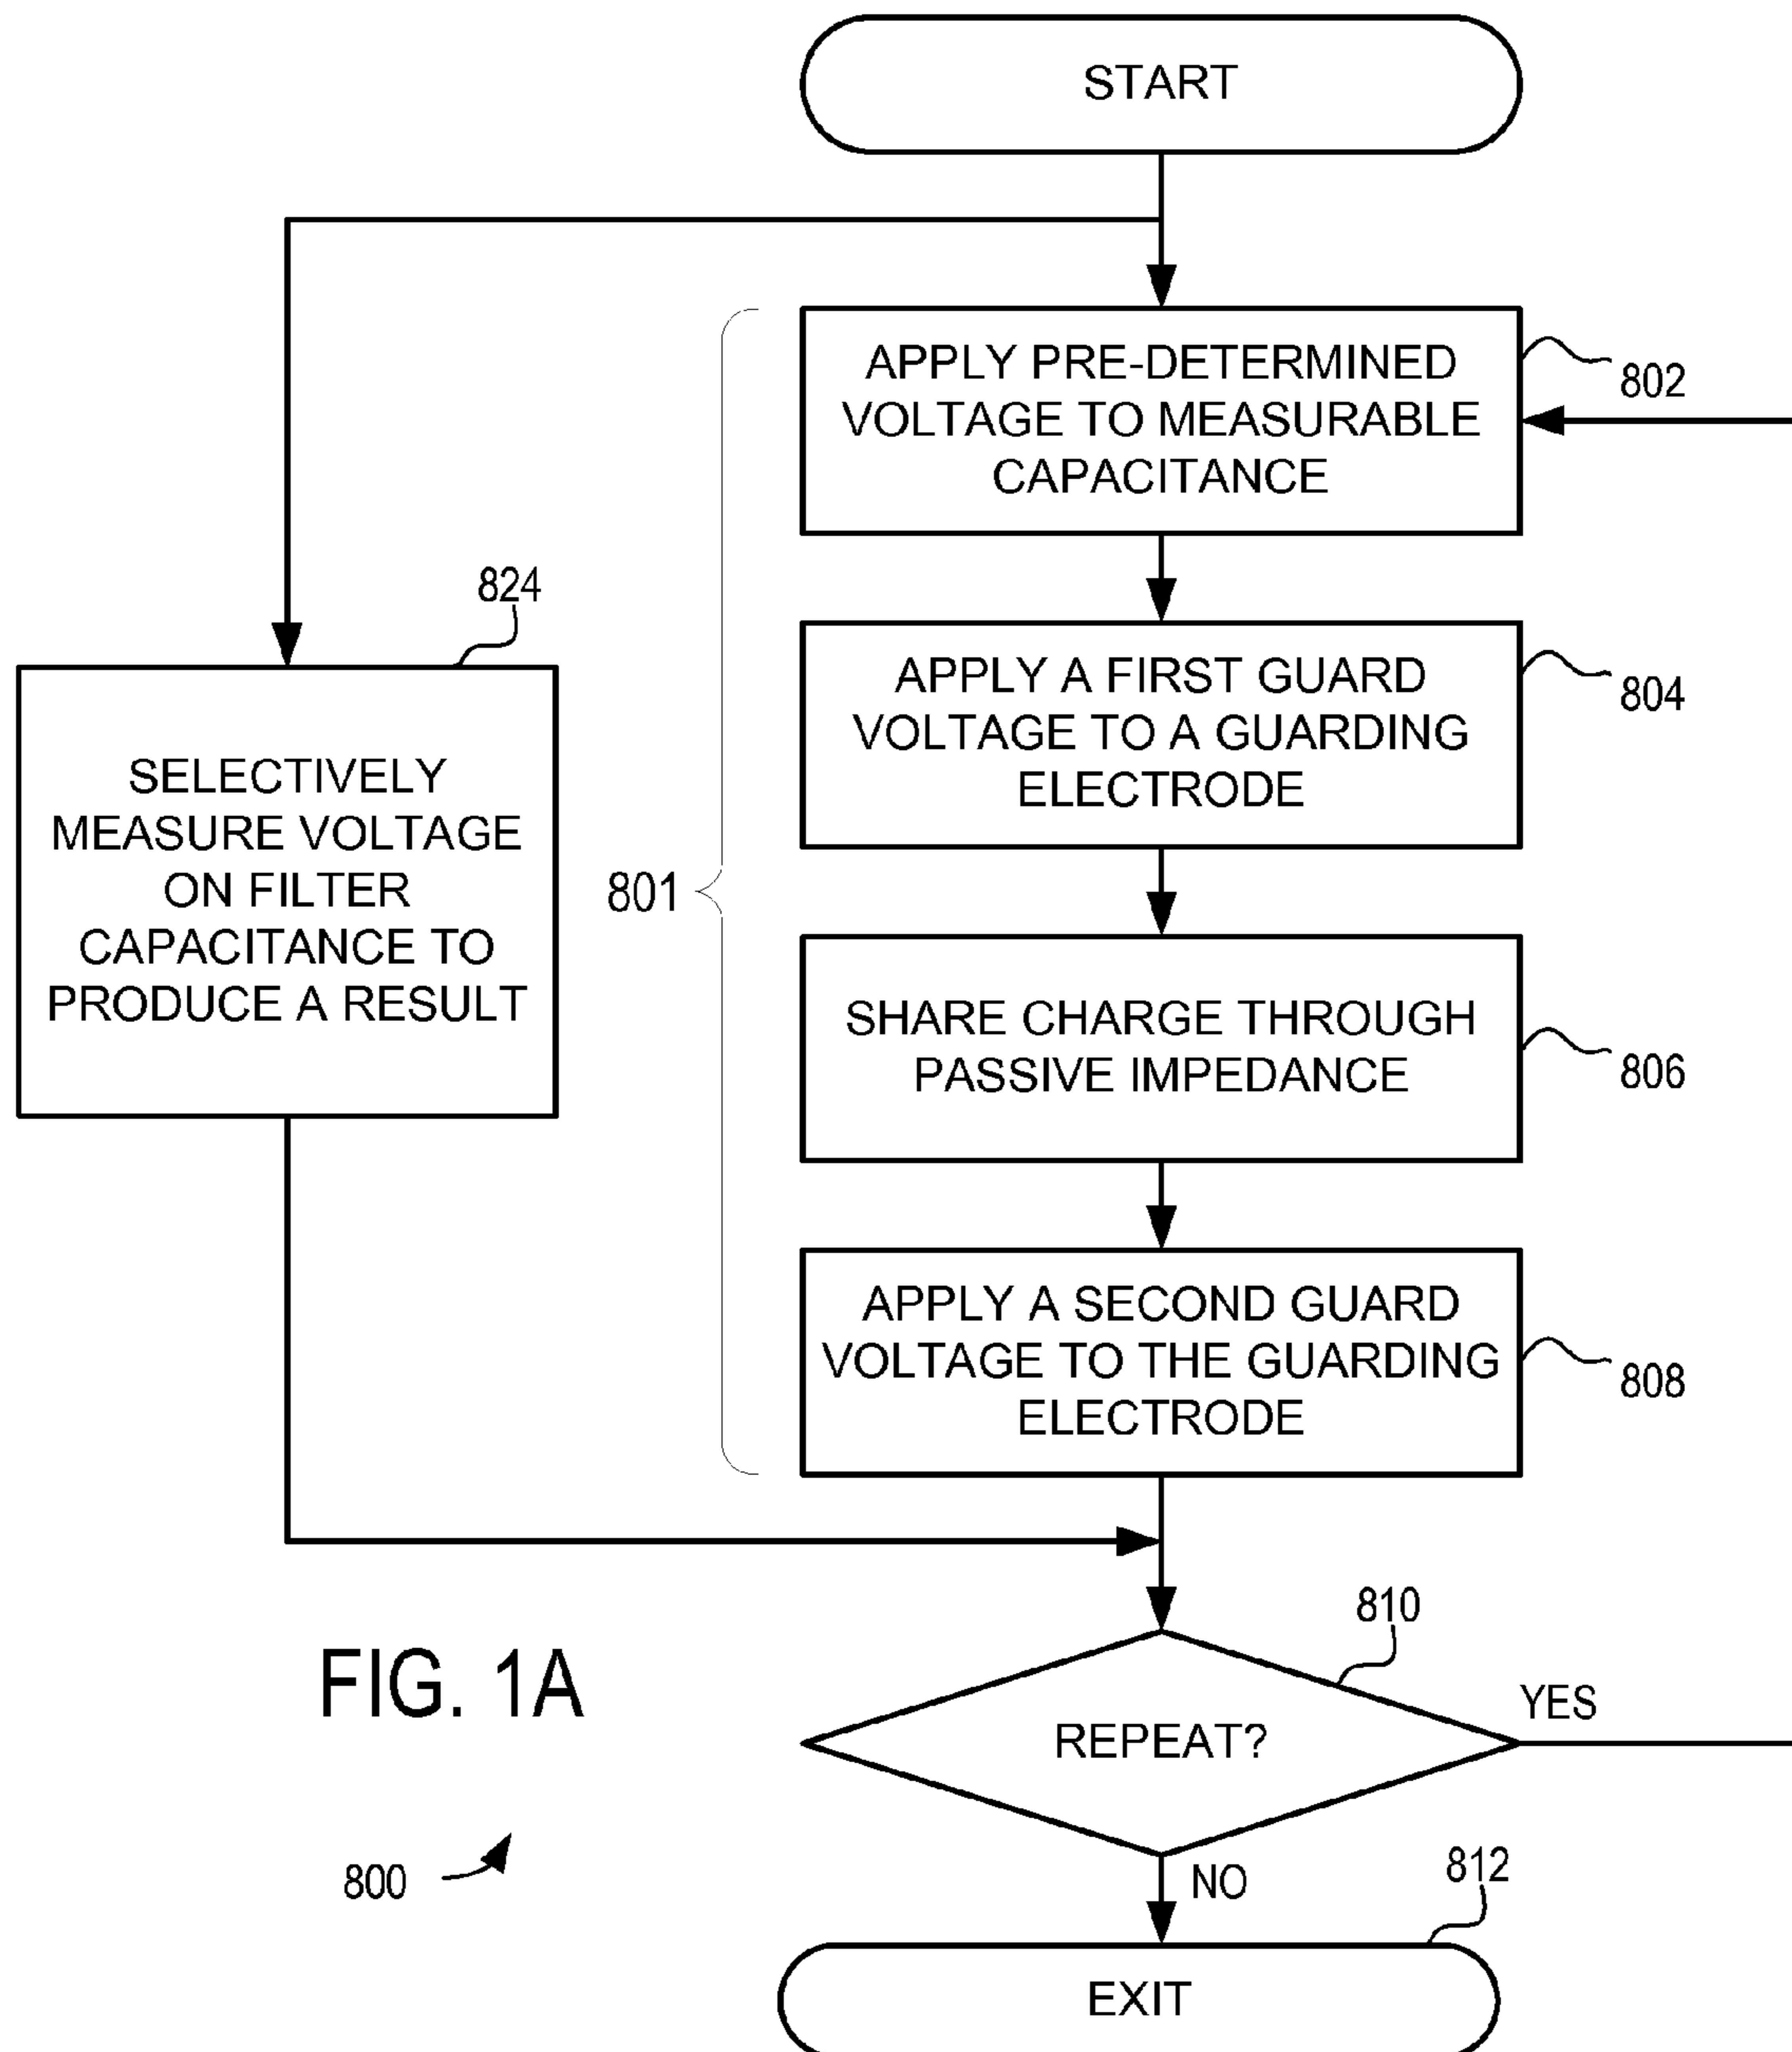 START
APPLY PRE-DETERMINED
VOLTAGE TO MEASURABLE
CAPACITANCE
802
824
APPLY A FIRST GUARD
VOLTAGE TO A GUARDING
ELECTRODE
804
SELECTIVELY
MEASURE VOLTAGE
ON FILTER
CAPACITANCE TO
PRODUCE A RESULT
801
SHARE CHARGE THROUGH
PASSIVE IMPEDANCE
806
APPLY A SECOND GUARD
VOLTAGE TO THE GUARDING
ELECTRODE
808
810
FIG. 1A
REPEAT?
YES
800
NO
812
EXIT